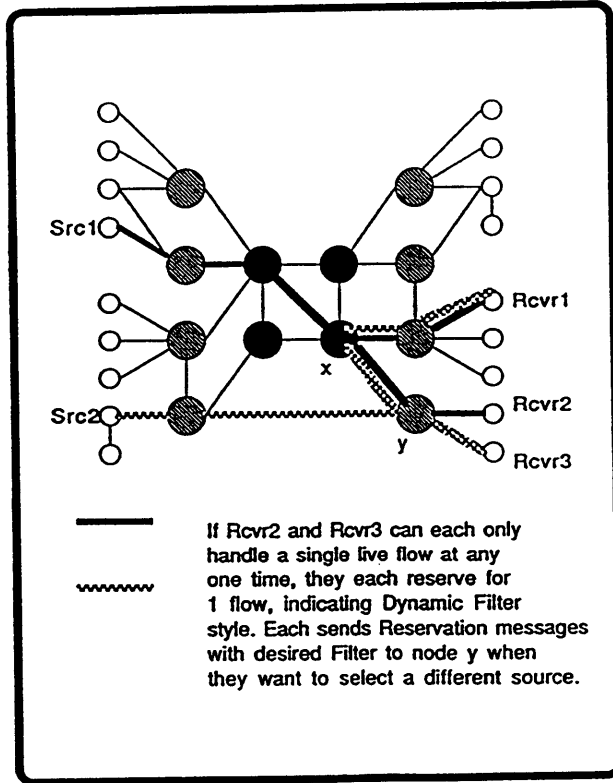 Src1
Rcvr1
x
Rcvr2
Src2
y
Rcvr3
If Rcvr2 and Rcvr3 can each only
handle a single live flow at any
one time, they each reserve for
1 flow, indicating Dynamic Filter
style. Each sends Reservation messages
with desired Filter to node y when
they want to select a different source.